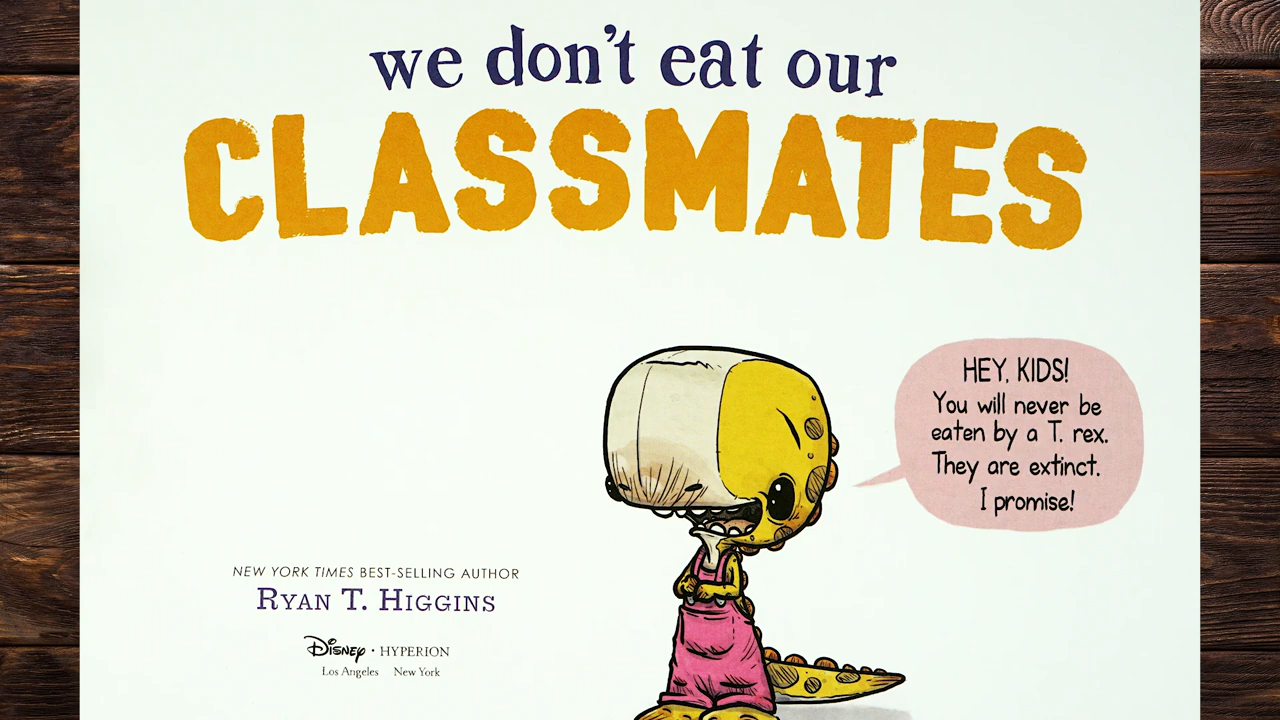 we don't eat our
CLASSMATES
HEY, KIDS!
You will never be
eaten by a T. rex.
They are extinct.
I promise!
NEW YORK TIMES BEST-SELLING AUTHOR
RYAN T. HIGGINS
Disney · HYPERION
Los Angeles New York